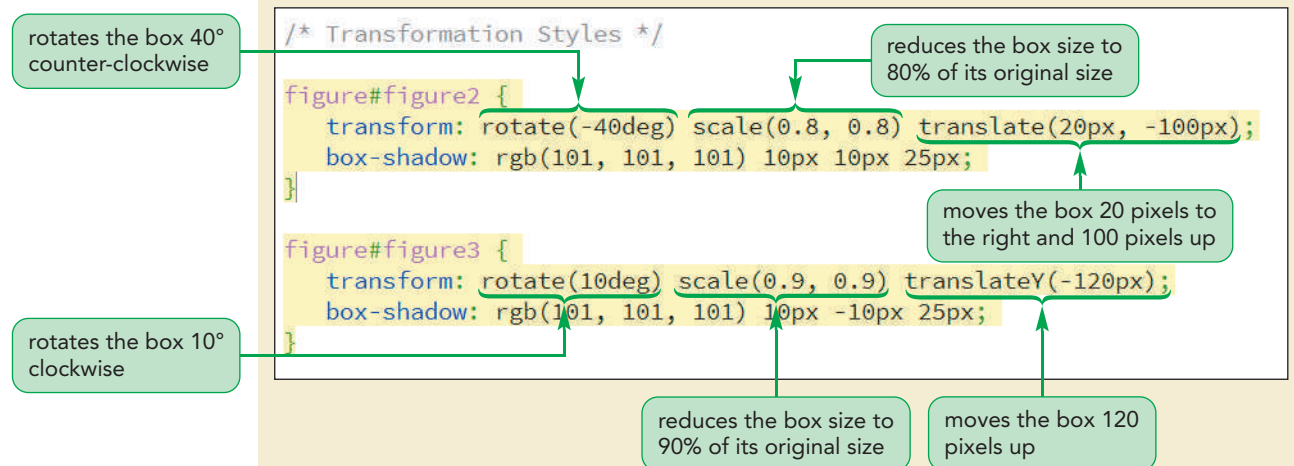 rotates the box 40°
counter-clockwise
/* Transformation Styles */
reduces the box size to
80% of its original size
figure#figure2 {
transform: rotate(-40deg) scale(0.8, 0.8) translate(20px, -100px);
box-shadow: rgb(101, 101, 101) 10px 10px 25px;
}
moves the box 20 pixels to
the right and 100 pixels up
figure#figure3 {
transform: rotate(10deg) scale(0.9, 0.9) translateY(-120px);
box-shadow: rgb(101, 101, 101) 10px -10px 25px;
}
rotates the box 10°
clockwise
reduces the box size to
90% of its original size
moves the box 120
pixels up